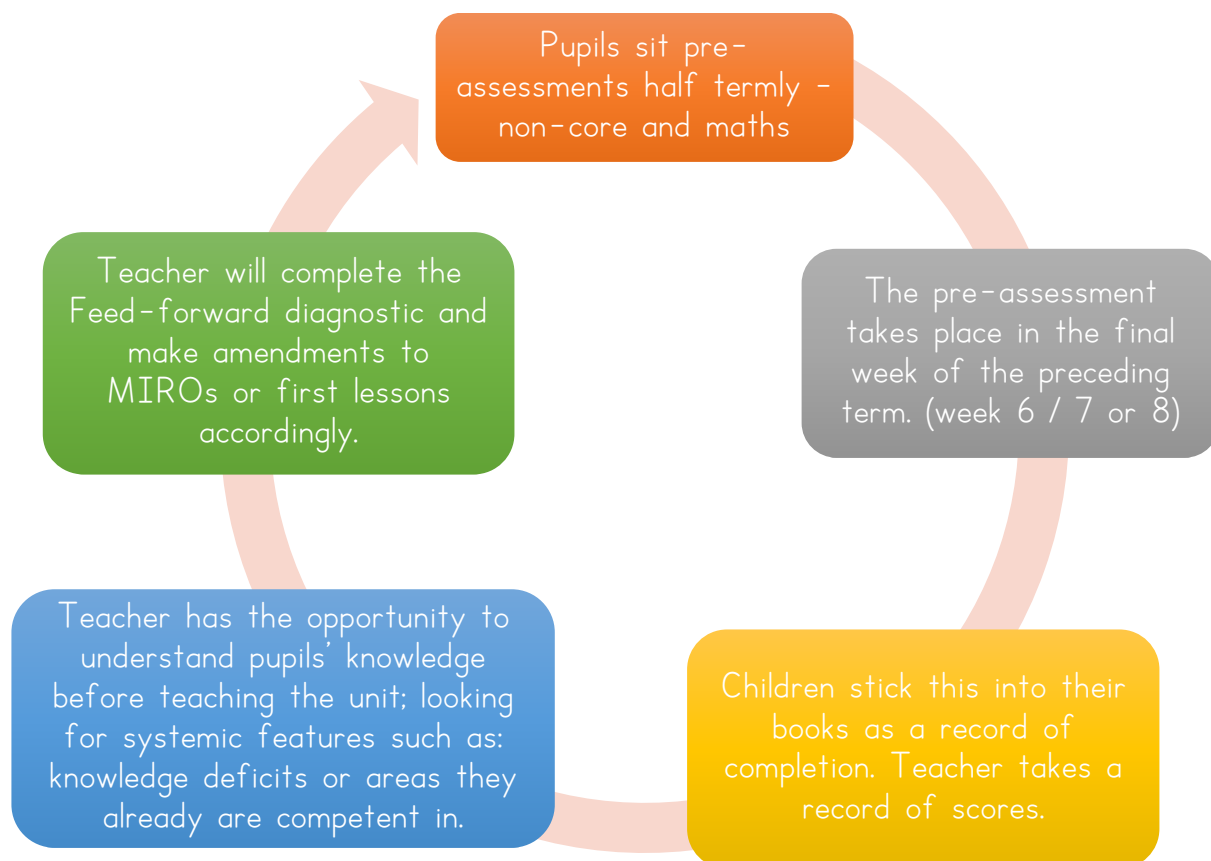 Pupils sit pre-
assessments half termly -
non-core and maths
The pre-assessment
takes place in the final
week of the preceding
term. (week 6 / 7 or 8)
Children stick this into their
books as a record of
completion. Teacher takes a
record of scores.
Teacher has the opportunity to
understand pupils' knowledge
before teaching the unit; looking
for systemic features such as:
knowledge deficits or areas they
already are competent in.
Teacher will complete the
Feed-forward diagnostic and
make amendments to
MIROs or first lessons
accordingly.